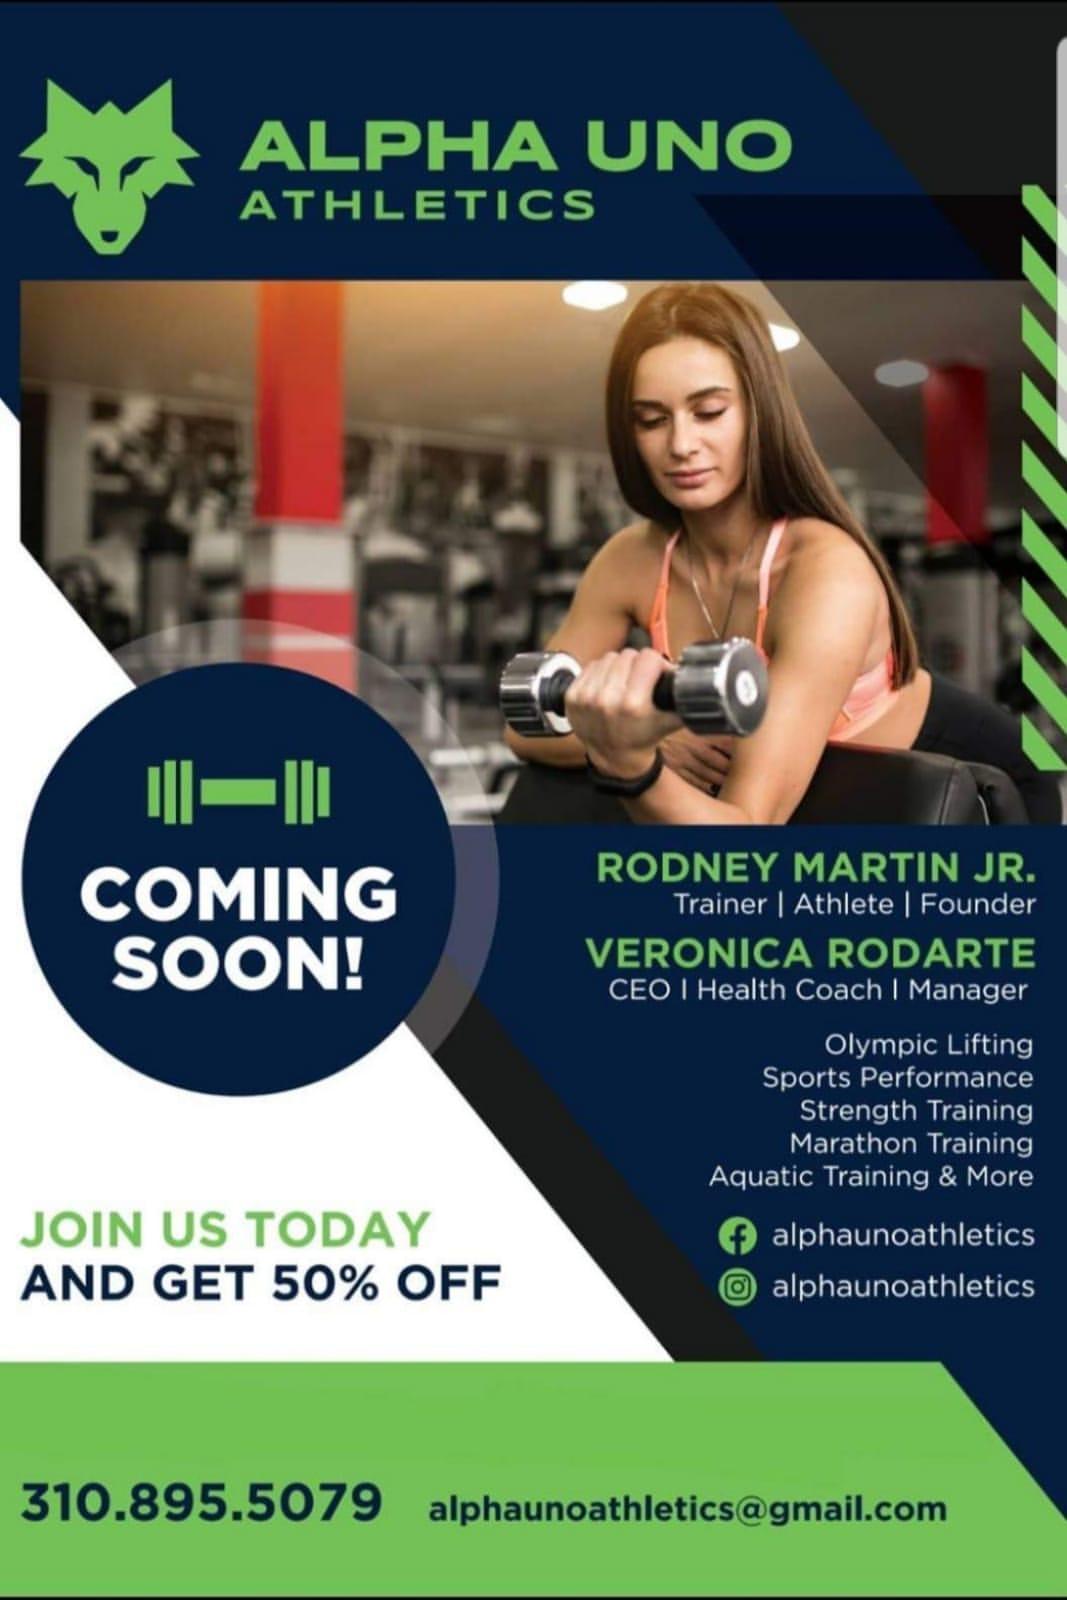 ALPHA UNO
ATHLETICS
COMING
SOON!
RODNEY MARTIN JR.
Trainer | Athlete | Founder
VERONICA RODARTE
CEO I Health Coach I Manager
Olympic Lifting
Sports Performance
Strength Training
Marathon Training
Aquatic Training & More
alphaunoathletics
alphaunoathletics
JOIN US TODAY
AND GET 50% OFF
310.895.5079
alphaunoathletics@gmail.com